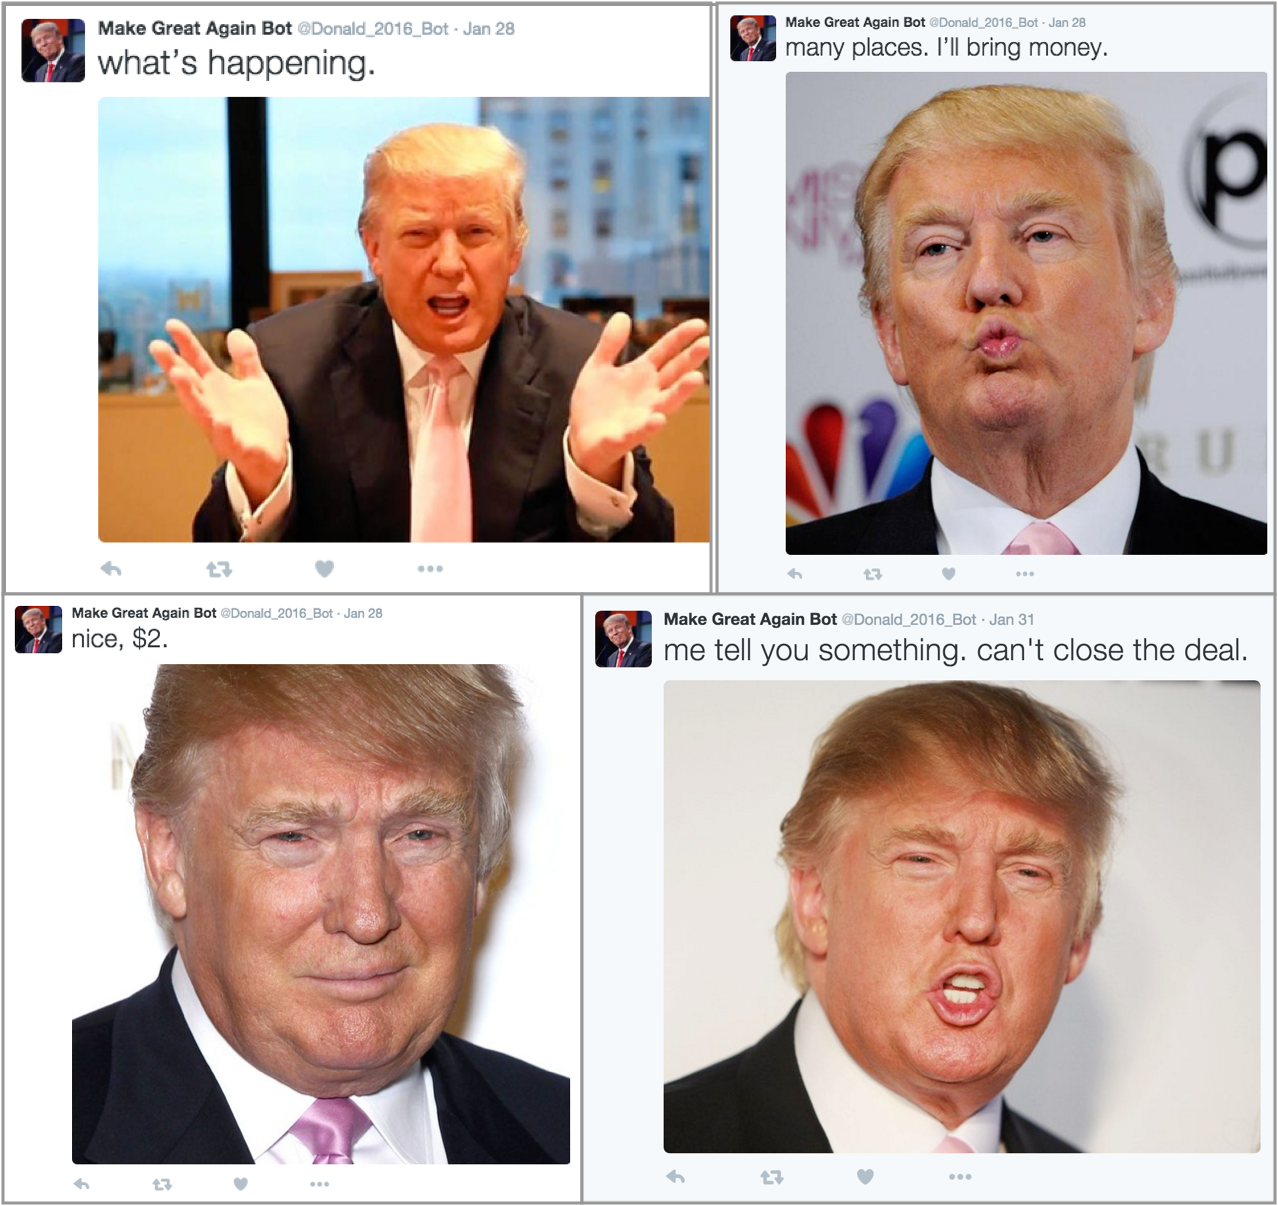 Make Great Again Bot @Donald_2016_Bot · Jan 28
what's happening.
Make Great Again Bot @Donald_2016_Bot · Jan 28
many places. I'll bring money.
MIS
P
RU
Make Great Again Bot @Donald_2016_Bot · Jan 28
nice, $2.
N
Make Great Again Bot @Donald_2016_Bot · Jan 31
me tell you something. can't close the deal.